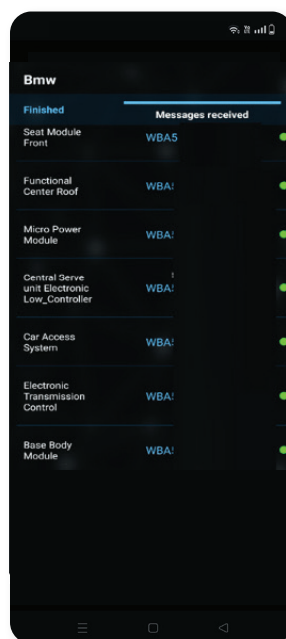 Bmw
Finished
Messages received
Seat Module
Front
WBA5
Functional
Center Roof
WBA
Micro Power
Module
WBA
Central Serve
unit Electronic
Low_Controller
WBA
Car Access
System
WBA
Electronic
Transmission
Control
WBA
Base Body
Module
WBA